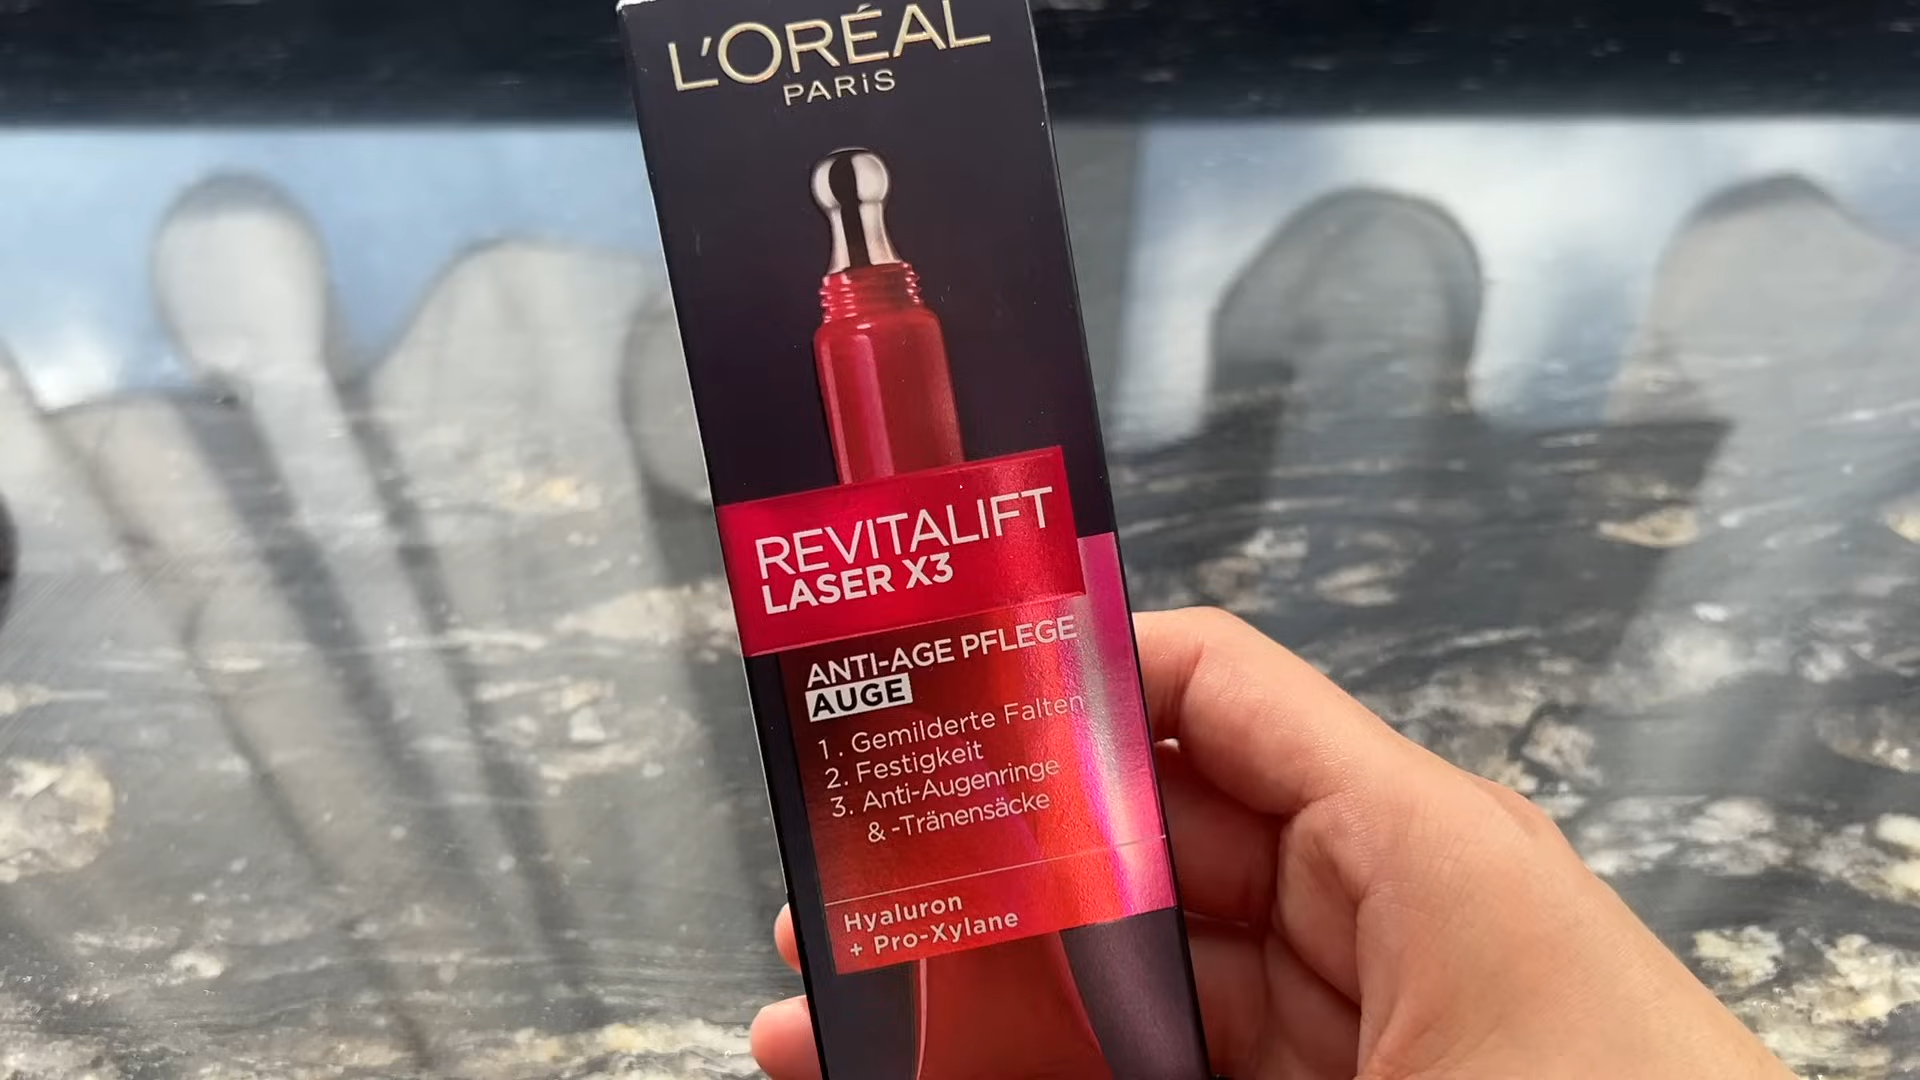 L'ORÉAL
PARiS
REVITALIFT
LASER X3
ANTI-AGE PFLEGE
AUGE
1. Gemilderte Falten
2. Festigkeit
3. Anti-Augenringe
& -Tränensäcke
Hyaluron
+ Pro-Xylane